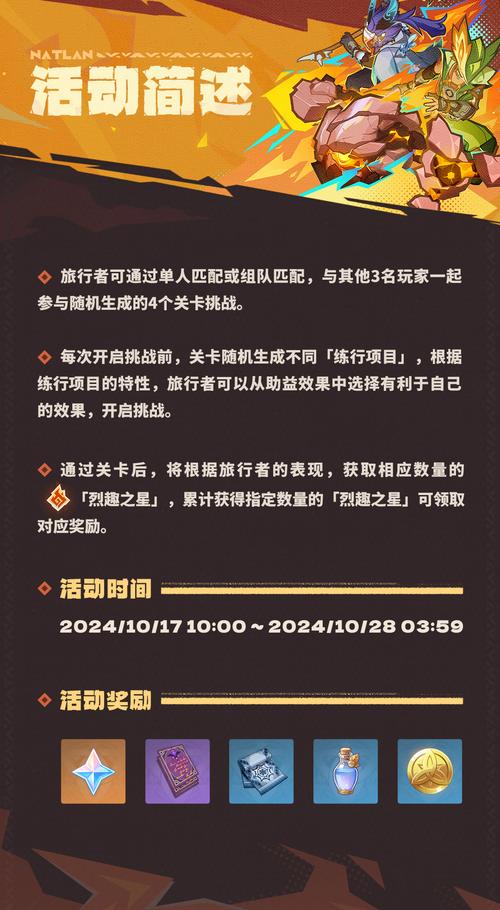 NATLAN
活动简述
旅行者可通过单人匹配或组队匹配，与其他3名玩家一起
参与随机生成的4个关卡挑战。
每次开启挑战前，关卡随机生成不同「练行项目」，根据
练行项目的特性，旅行者可以从助益效果中选择有利于自己
的效果，开启挑战。
通过关卡后，将根据旅行者的表现，获取相应数量的
「烈趣之星」，累计获得指定数量的「烈趣之星」可领取
对应奖励。
活动时间
2024/10/17 10:00 ~ 2024/10/28 03:59
活动奖励